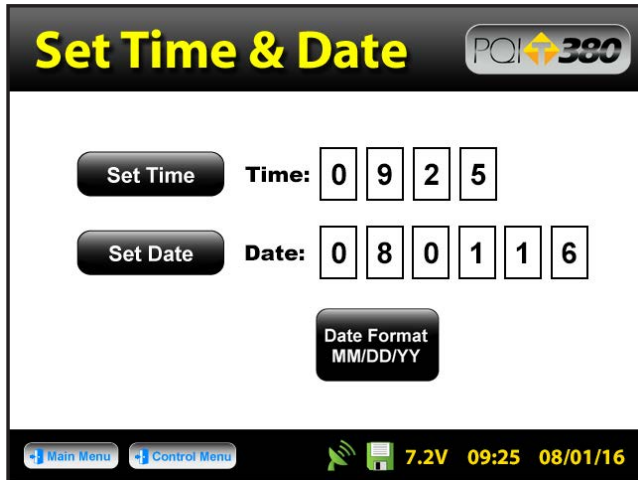 Set Time & Date
PQI T 380
Set Time Time: 0 9 2 5
Set Date Date: 0 8 0 1 1 6
Date Format
MM/DD/YY
Main Menu Control Menu 7.2V 09:25 08/01/16